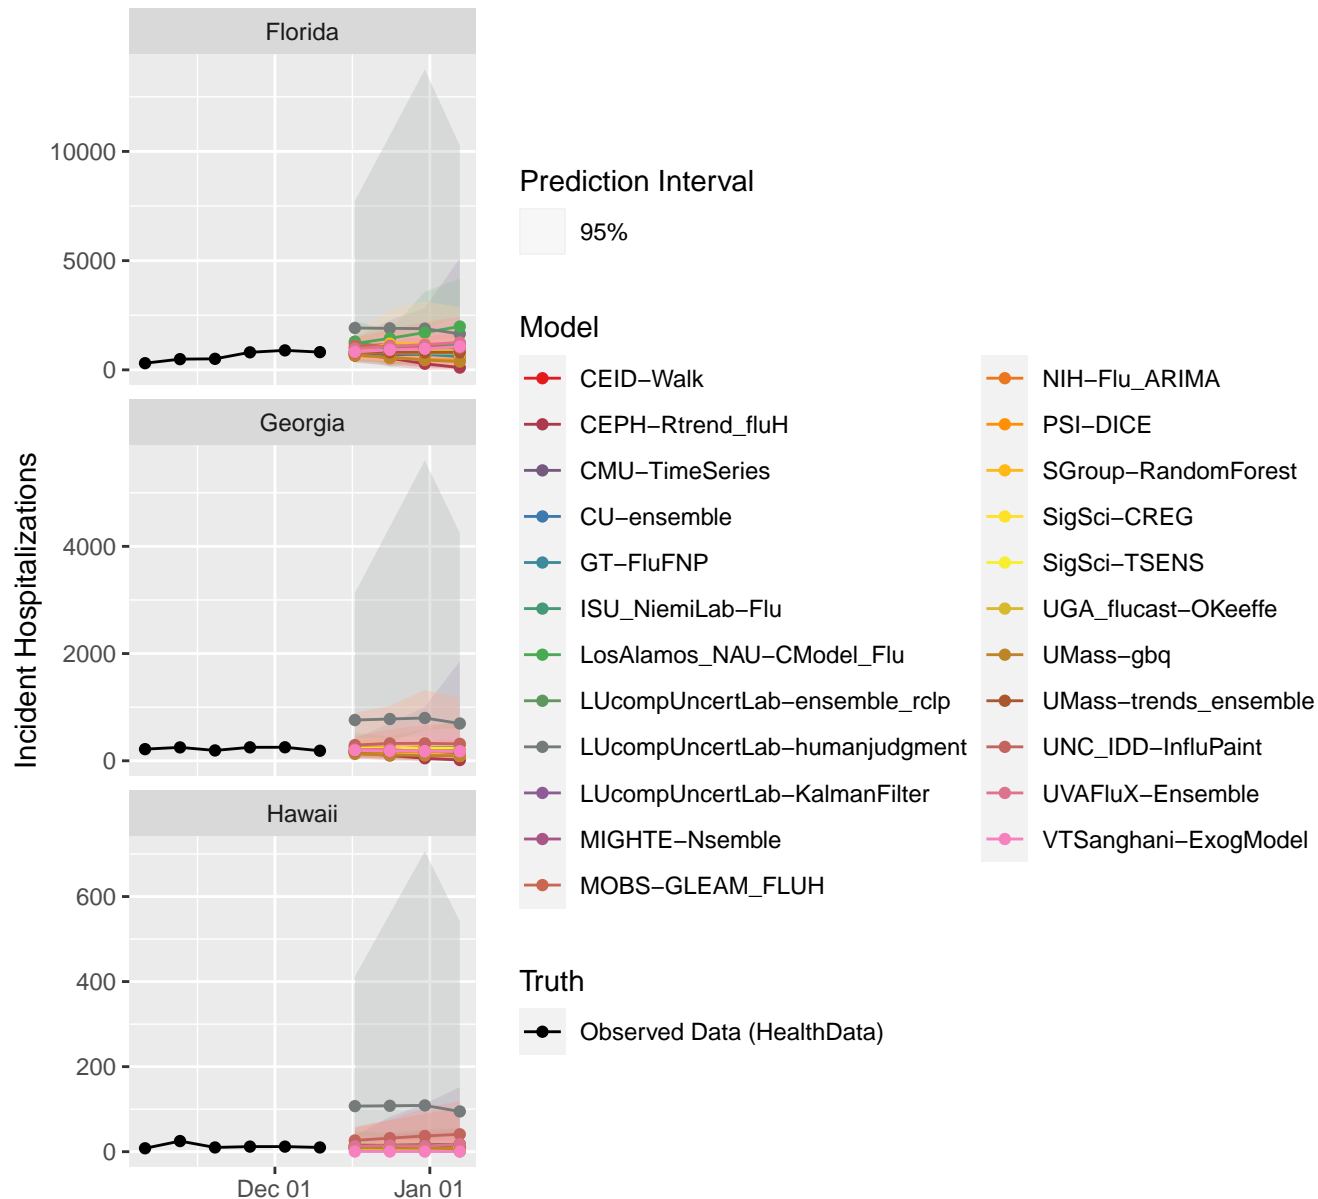 Florida
10000
5000
0
Georgia
4000
2000
0
Hawaii
600
400
200
0
Dec 01
Jan 01
Incident Hospitalizations
Prediction Interval
95%
Model
CEID−Walk
CEPH−Rtrend_fluH
CMU−TimeSeries
CU−ensemble
GT−FluFNP
ISU_NiemiLab−Flu
LosAlamos_NAU−CModel_Flu
LUcompUncertLab−ensemble_rclp
LUcompUncertLab−humanjudgment
LUcompUncertLab−KalmanFilter
MIGHTE−Nsemble
MOBS−GLEAM_FLUH
NIH−Flu_ARIMA
PSI−DICE
SGroup−RandomForest
SigSci−CREG
SigSci−TSENS
UGA_flucast−OKeeffe
UMass−gbq
UMass−trends_ensemble
UNC_IDD−InfluPaint
UVAFluX−Ensemble
VTSanghani−ExogModel
Truth
Observed Data (HealthData)